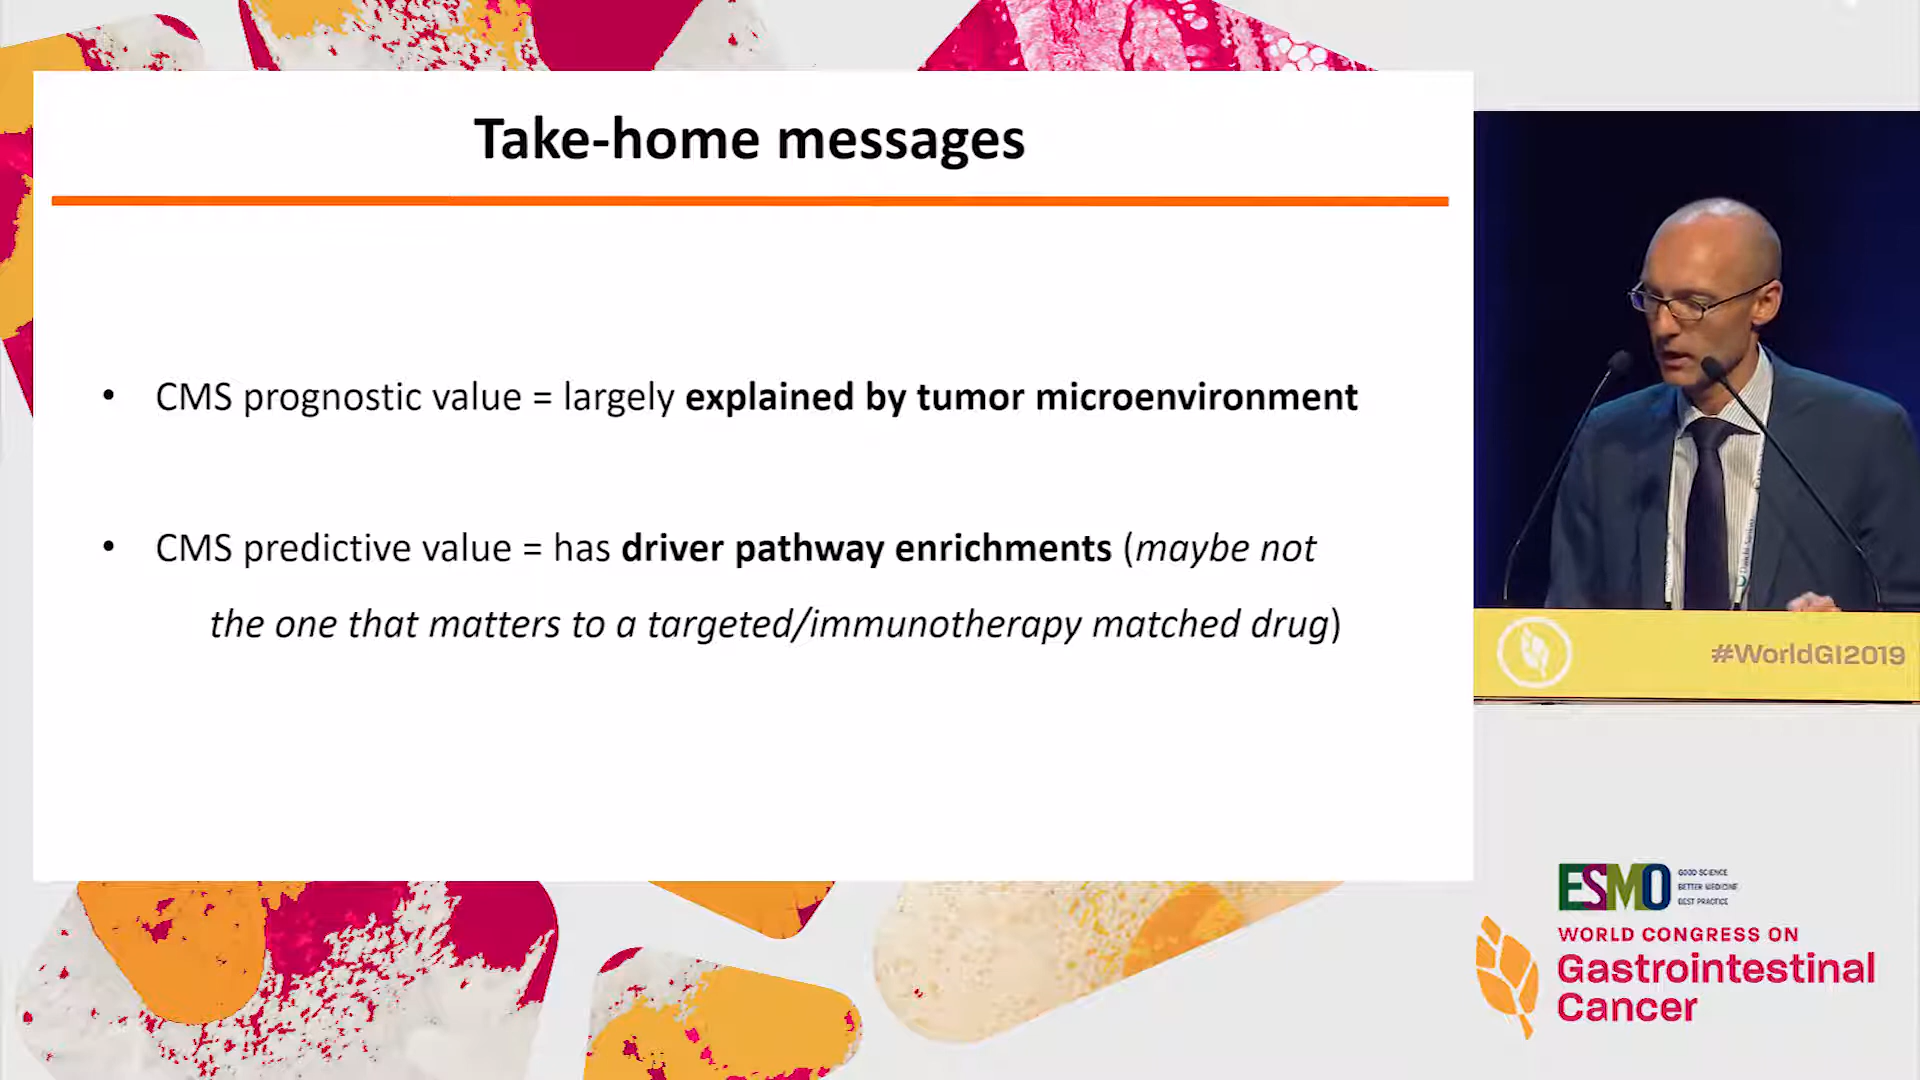 Take-home messages
• CMS prognostic value = largely explained by tumor microenvironment
• CMS predictive value = has driver pathway enrichments (maybe not
the one that matters to a targeted/immunotherapy matched drug)
#WorldGI2019
ESMO
GOOD SCIENCE
BETTER MEDICINE
BEST PRACTICE
WORLD CONGRESS ON
Gastrointestinal
Cancer